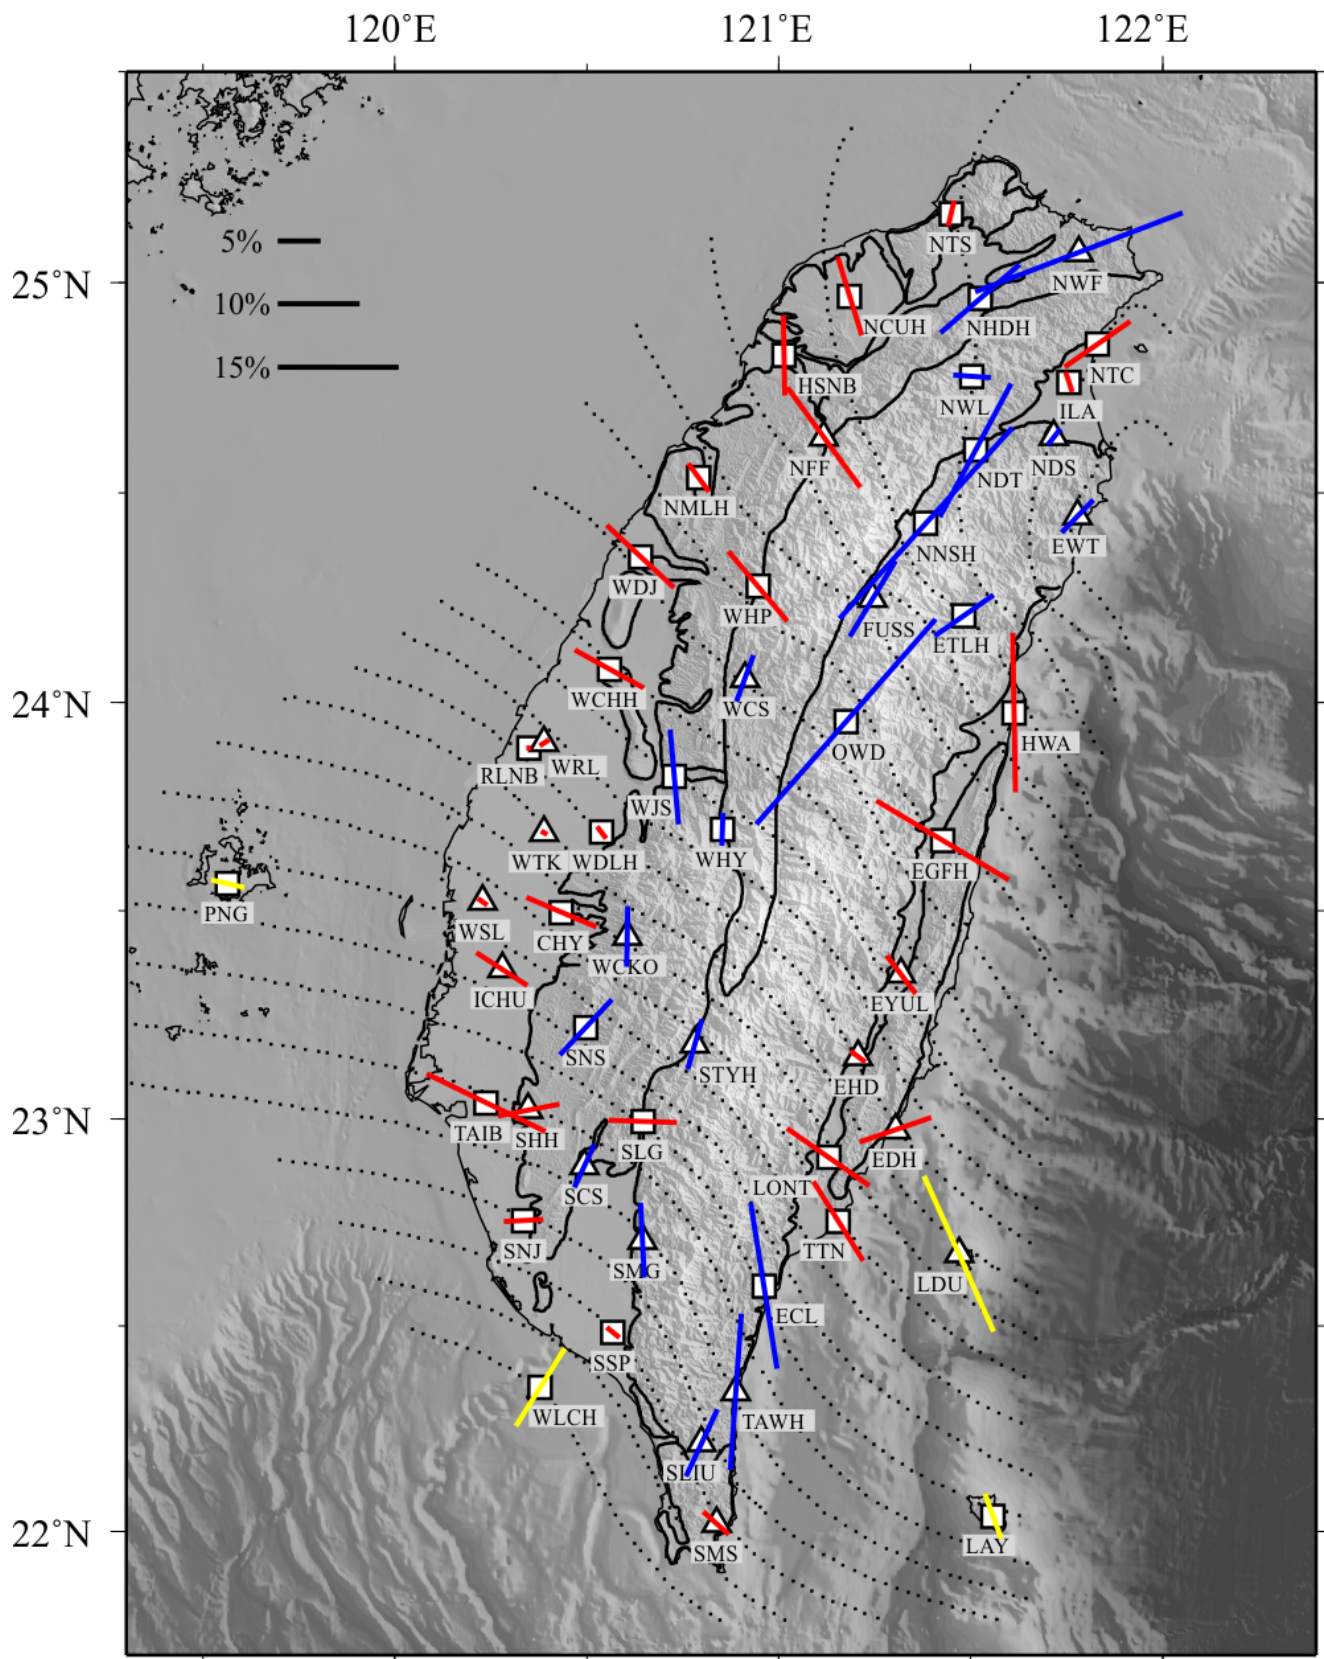 120°E 121°E 122°E
5%
10%
15%
25°N
24°N
23°N
22°N
NTS
NWF
NCUH
NHDH
HSNB
NTC
NWL
ILA
NFF
NDT
NDS
NMLH
NNSH
EWT
WDJ
WHP
FUSS
ETLH
WCHH
WCS
OWD
HWA
RLNB
WRL
WJS
WTK
WDLH
WHY
EGFH
PNG
WSL
CHY
WCKO
ICHU
EYUL
SNS
STYH
EHD
TAIB
SHH
SLG
EDH
SCS
LONT
SNJ
SMG
TTN
LDU
ECL
SSP
WLCH
TAWH
SLIU
LAY
SMS